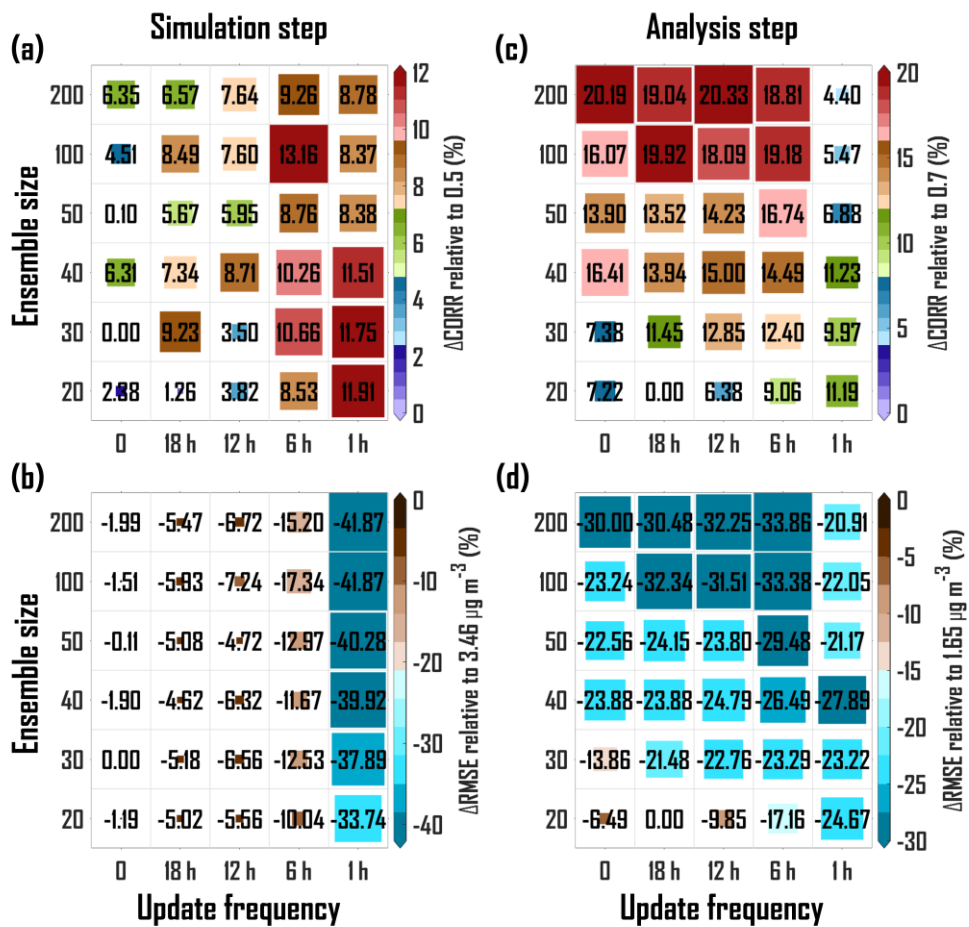 Simulation step
Analysis step
(a)
200 6.35 6.57 7.64 9.26 8.78
100 4.51 8.49 7.60 13.16 8.37
50 0.10 5.67 5.95 8.76 8.38
40 6.31 7.34 8.71 10.26 11.51
30 0.00 9.23 3.50 10.66 11.75
20 2.38 1.26 3.82 8.53 11.91
0 18 h 12 h 6 h 1 h
Ensemble size
12
10
8
6
4
2
0
ΔCORR relative to 0.5 (%)
(c)
200 20.19 19.04 20.33 18.81 4.40
100 16.07 19.92 18.09 19.18 5.47
50 13.90 13.52 14.23 16.74 6.88
40 16.41 13.94 15.00 14.49 11.23
30 7.38 11.45 12.85 12.40 9.97
20 7.22 0.00 6.38 9.06 11.19
0 18 h 12 h 6 h 1 h
20
15
10
5
0
ΔCORR relative to 0.7 (%)
(b)
200 -1.99 -5.47 -6.72 -15.20 -41.87
100 -1.51 -5.83 -7.24 -17.34 -41.87
50 -0.11 -5.08 -4.72 -12.97 -40.28
40 -1.90 -4.62 -6.32 -11.67 -39.92
30 0.00 -5.18 -6.56 -12.53 -37.89
20 -1.19 -5.02 -5.56 -10.04 -33.74
0 18 h 12 h 6 h 1 h
Ensemble size
Update frequency
0
-10
-20
-30
-40
ΔRMSE relative to 3.46 µg m⁻³ (%)
(d)
200 -30.00 -30.48 -32.25 -33.86 -20.91
100 -23.24 -32.34 -31.51 -33.38 -22.05
50 -22.56 -24.15 -23.80 -29.48 -21.17
40 -23.88 -23.88 -24.79 -26.49 -27.89
30 -13.86 -21.48 -22.76 -23.29 -23.22
20 -6.49 0.00 -9.85 -17.16 -24.67
0 18 h 12 h 6 h 1 h
Update frequency
0
-5
-10
-15
-20
-25
-30
ΔRMSE relative to 1.65 µg m⁻³ (%)